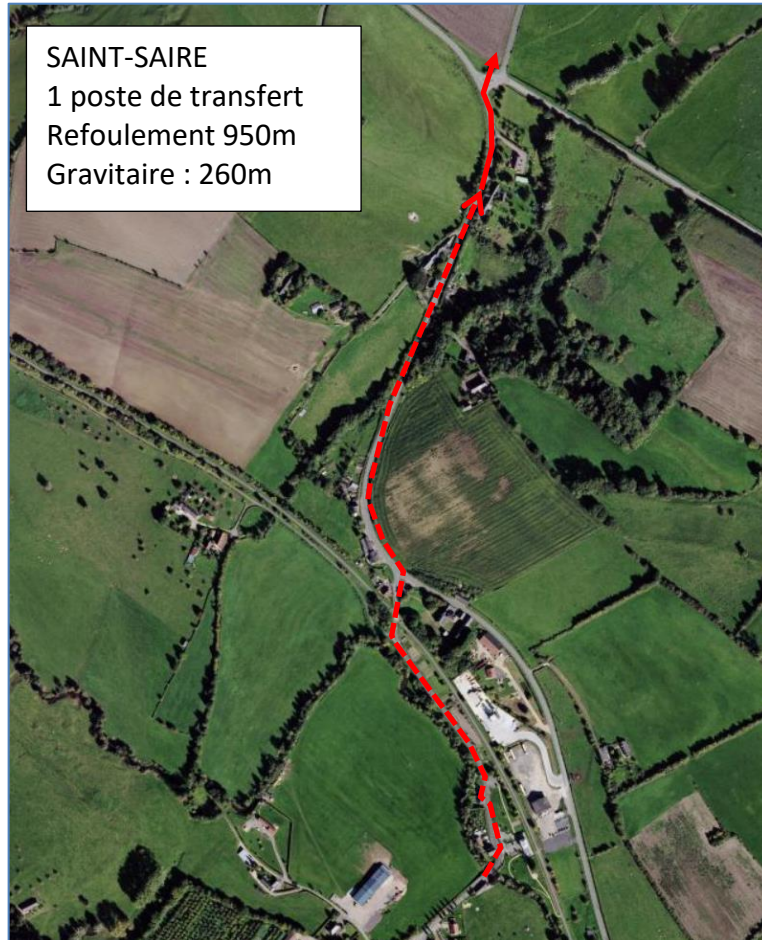 SAINT-SAIRE
1 poste de transfert
Refoulement 950m
Gravitaire : 260m